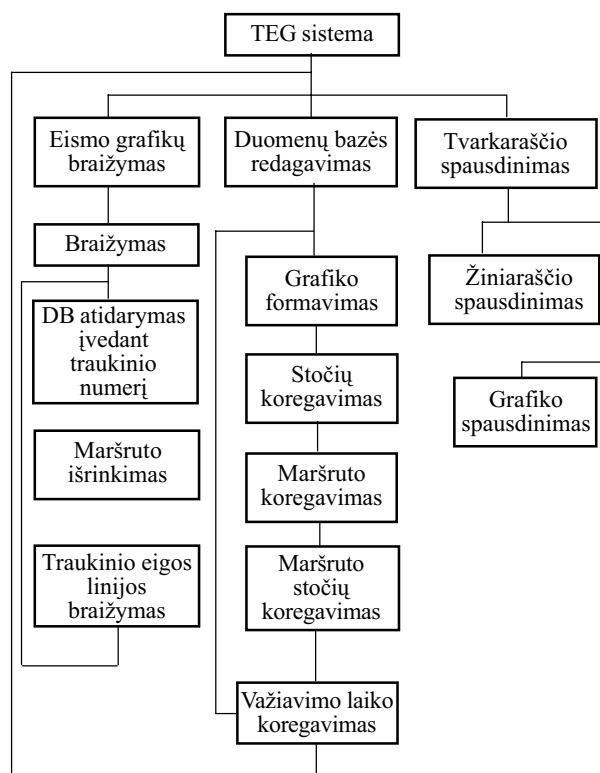 TEG sistema
Eismo grafikų
braižymas
Duomenų bazės
redagavimas
Tvarkaraščio
spausdinimas
Braižymas
DB atidarymas
įvedant
traukinio
numerį
Maršruto
išrinkimas
Traukinio eigos
linijos
braižymas
Grafiko
formavimas
Stočių
koregavimas
Maršruto
koregavimas
Maršruto
stočių
koregavimas
Važiavimo laiko
koregavimas
Žiniaraščio
spausdinimas
Grafiko
spausdinimas